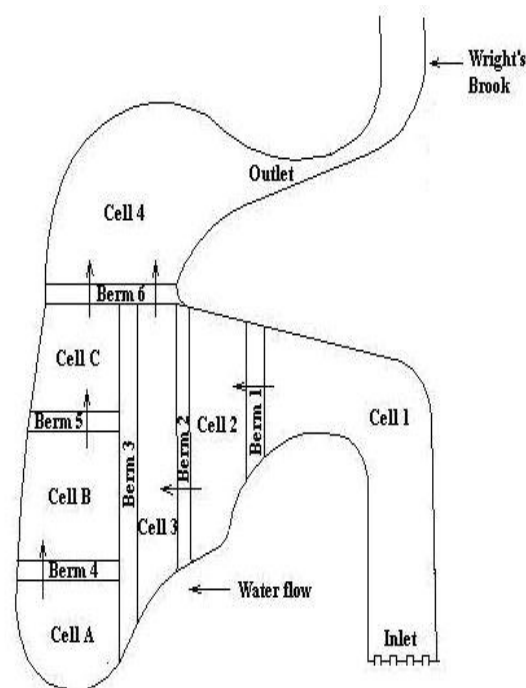 Wright's
Brook
Outlet
Cell 4
Berm 6
Cell C
Cell 2
Berm 1
Cell 1
Berm 2
Berm 5
Berm 3
Cell B
Cell 3
Berm 4
Water flow
Cell A
Inlet